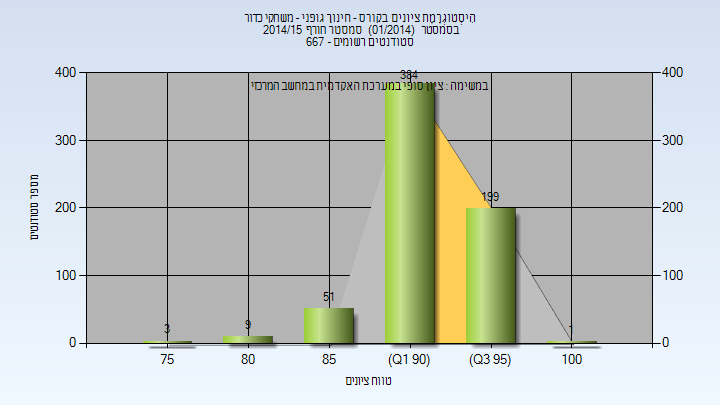 היסטוגרמת ציונים בקורס - חינוך גופני - משחקי כדור
בסמסטר (01/2014) סמסטר חורף 2014/15
סטודנטים רשומים - 667
במשימה : ציון סופי במערכת האקדמית במחשב המרכזי
400
300
200
100
0
400
300
200
100
0
מספר סטודנטים
3
9
51
384
199
1
75
80
85
(Q1 90)
(Q3 95)
100
טווח ציונים